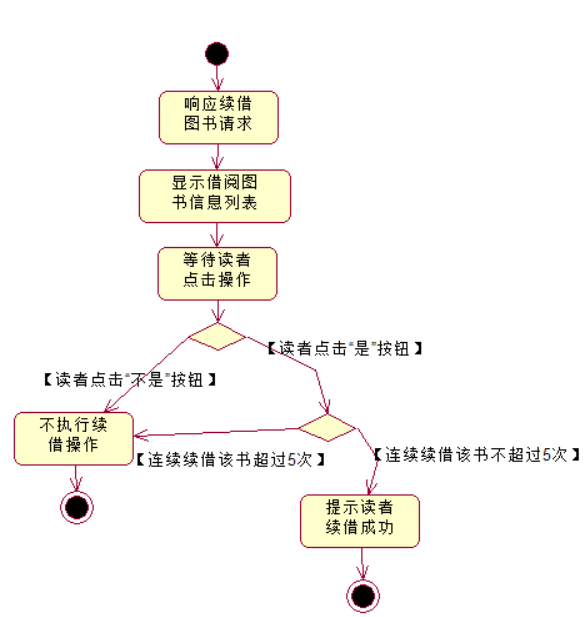 响应续借
图书请求
显示借阅图
书信息列表
等待读者
点击操作
【读者点击“是”按钮】
【读者点击“不是”按钮】
不执行续
借操作
【连续续借该书超过5次】
【连续续借该书不超过5次】
提示读者
续借成功